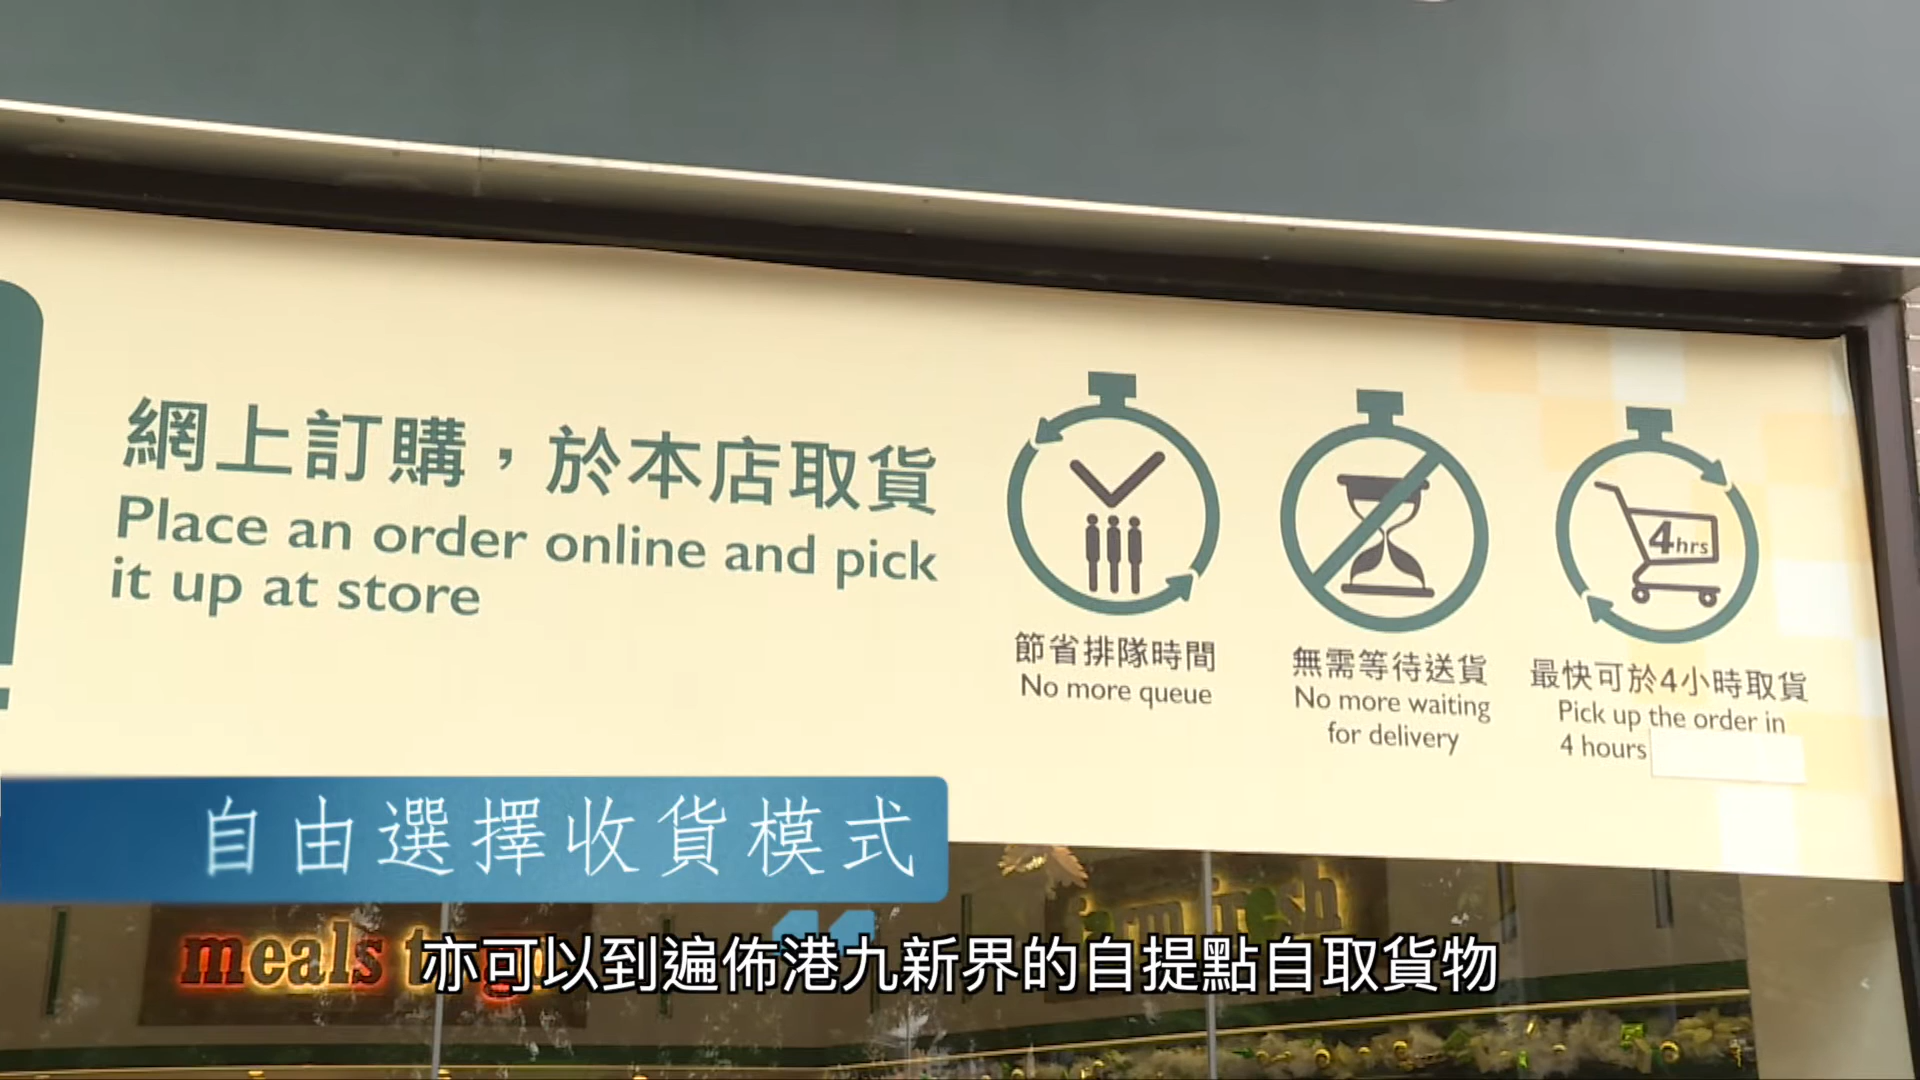 網上訂購，於本店取貨
Place an order online and pick
it up at store
4hrs
節省排隊時間
No more queue
無需等待送貨
No more waiting
for delivery
最快可於4小時取貨
Pick up the order in
4 hours
自由選擇收貨模式
meals
亦可以到遍佈港九新界的自提點自取貨物